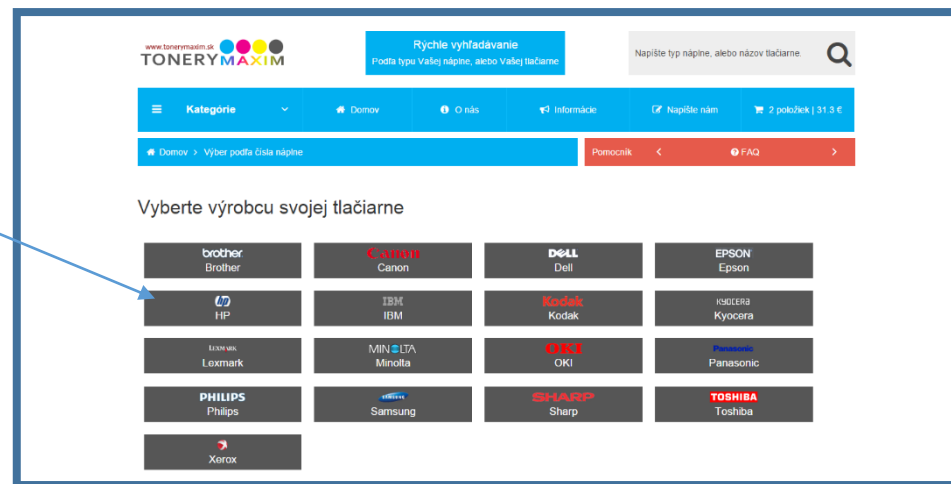 www.tonerymaxim.sk
TONERYMAXIM
Rýchle vyhľadávanie
Podľa typu Vašej náplne, alebo Vašej tlačiarne
Napíšte typ náplne, alebo názov tlačiarne.
Kategórie
Domov
O nás
Informácie
Napíšte nám
2 položiek | 31.3 €
Domov > Výber podľa čísla náplne
Pomocník
FAQ
Vyberte výrobcu svojej tlačiarne
brother
Brother
Canon
Canon
DELL
Dell
EPSON
Epson
hp
HP
IBM
IBM
Kodak
Kodak
KYOCERA
Kyocera
LEXMARK
Lexmark
MINOLTA
Minolta
OKI
OKI
Panasonic
Panasonic
PHILIPS
Philips
SAMSUNG
Samsung
SHARP
Sharp
TOSHIBA
Toshiba
Xerox